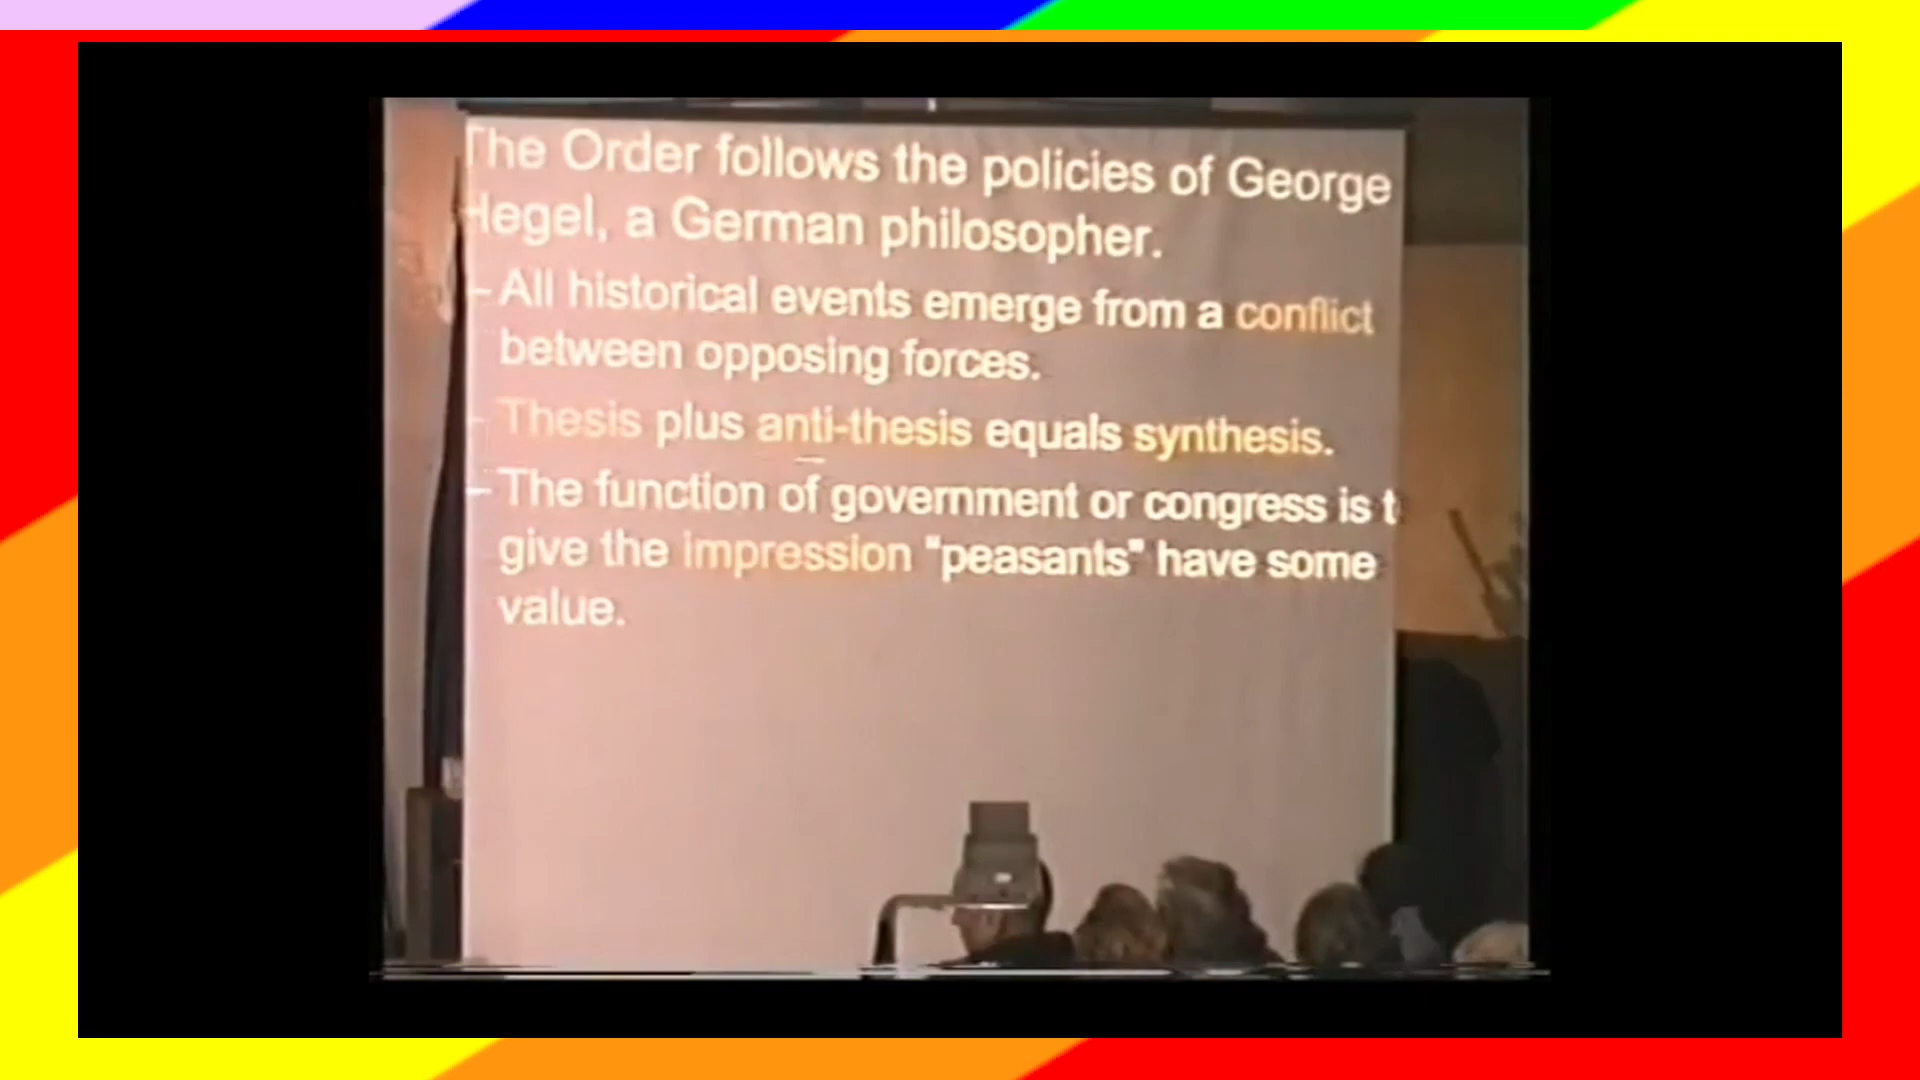 The Order follows the policies of George
Hegel, a German philosopher.
– All historical events emerge from a conflict
between opposing forces.
– Thesis plus anti-thesis equals synthesis.
– The function of government or congress is t
give the impression "peasants" have some
value.